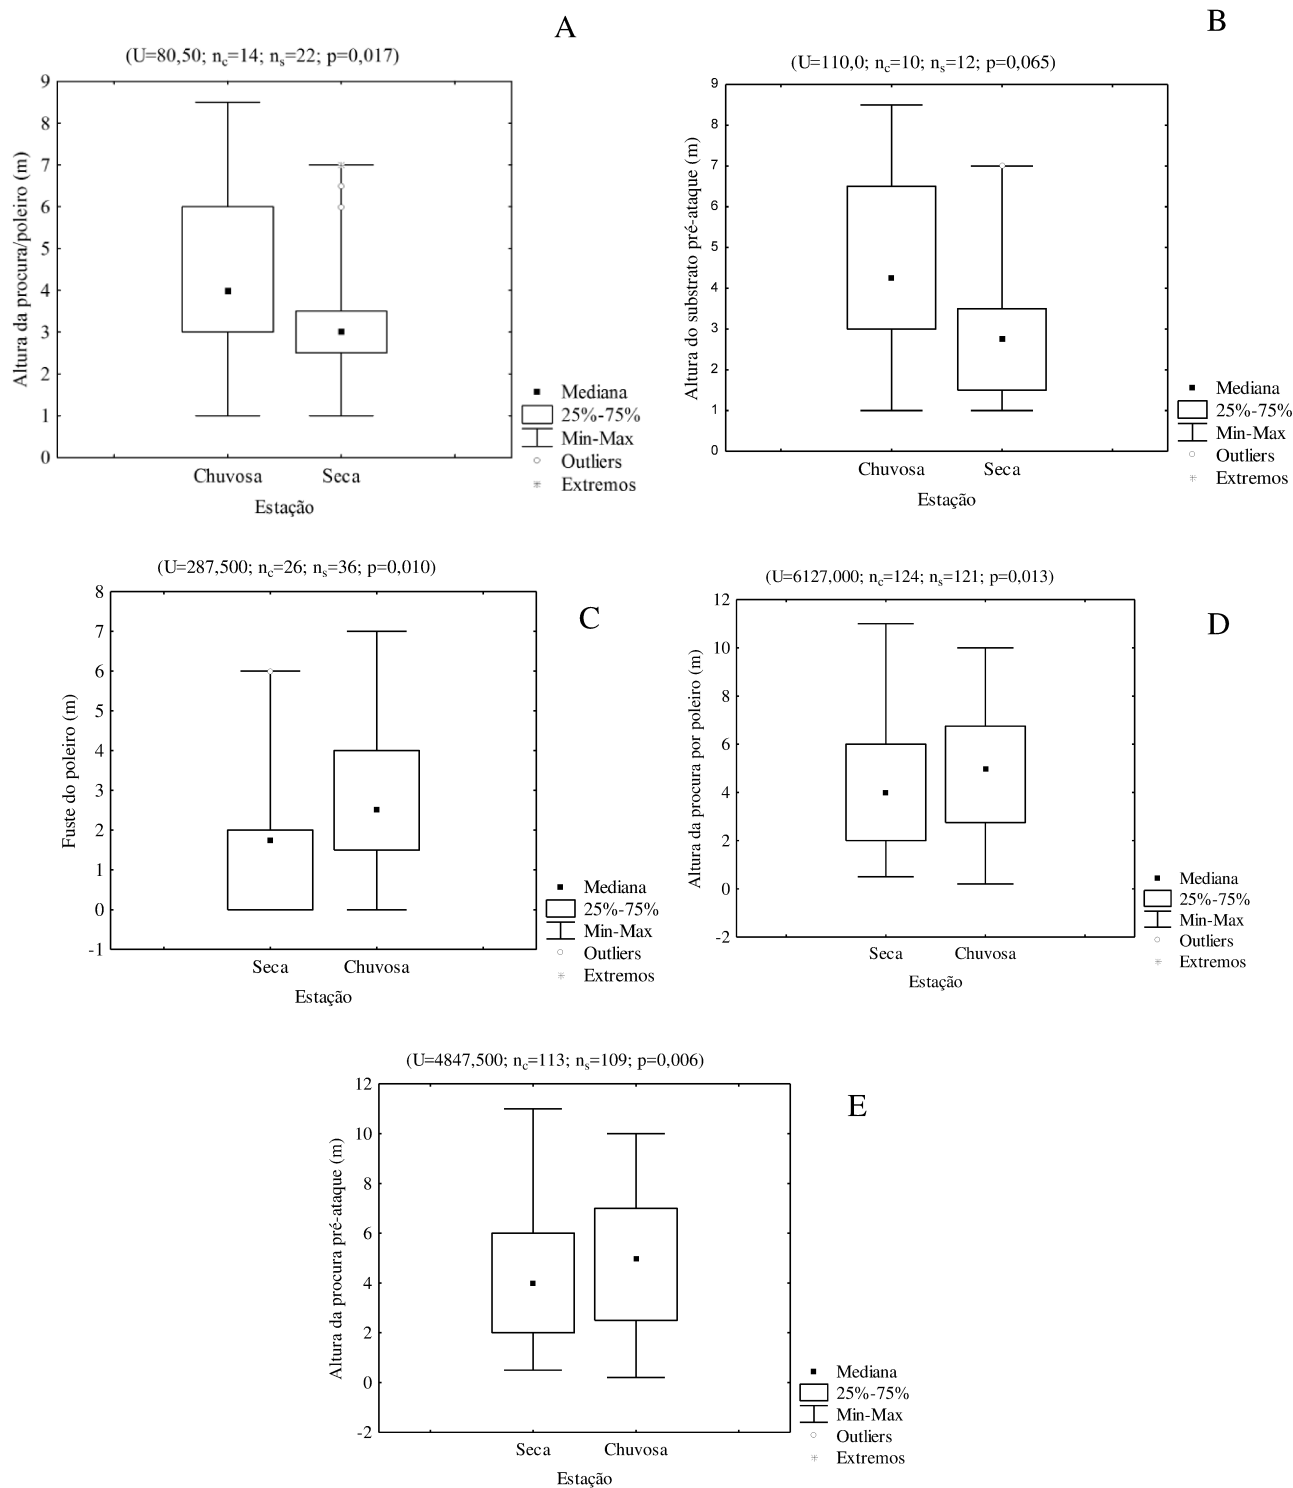 A
(U=80,50; nc=14; ns=22; p=0,017)
Altura da procura/poleiro (m)
9
8
7
6
5
4
3
2
1
0
Chuvosa Seca
Estação
Mediana
25%-75%
Min-Max
Outliers
Extremos
B
(U=110,0; nc=10; ns=12; p=0,065)
Altura do substrato pré-ataque (m)
9
8
7
6
5
4
3
2
1
0
Chuvosa Seca
Estação
Mediana
25%-75%
Min-Max
Outliers
Extremos
(U=287,500; nc=26; ns=36; p=0,010)
C
Fuste do poleiro (m)
8
7
6
5
4
3
2
1
0
-1
Seca Chuvosa
Estação
Mediana
25%-75%
Min-Max
Outliers
Extremos
(U=6127,000; nc=124; ns=121; p=0,013)
D
Altura da procura por poleiro (m)
12
10
8
6
4
2
0
-2
Seca Chuvosa
Estação
Mediana
25%-75%
Min-Max
Outliers
Extremos
(U=4847,500; nc=113; ns=109; p=0,006)
E
Altura da procura pré-ataque (m)
12
10
8
6
4
2
0
-2
Seca Chuvosa
Estação
Mediana
25%-75%
Min-Max
Outliers
Extremos